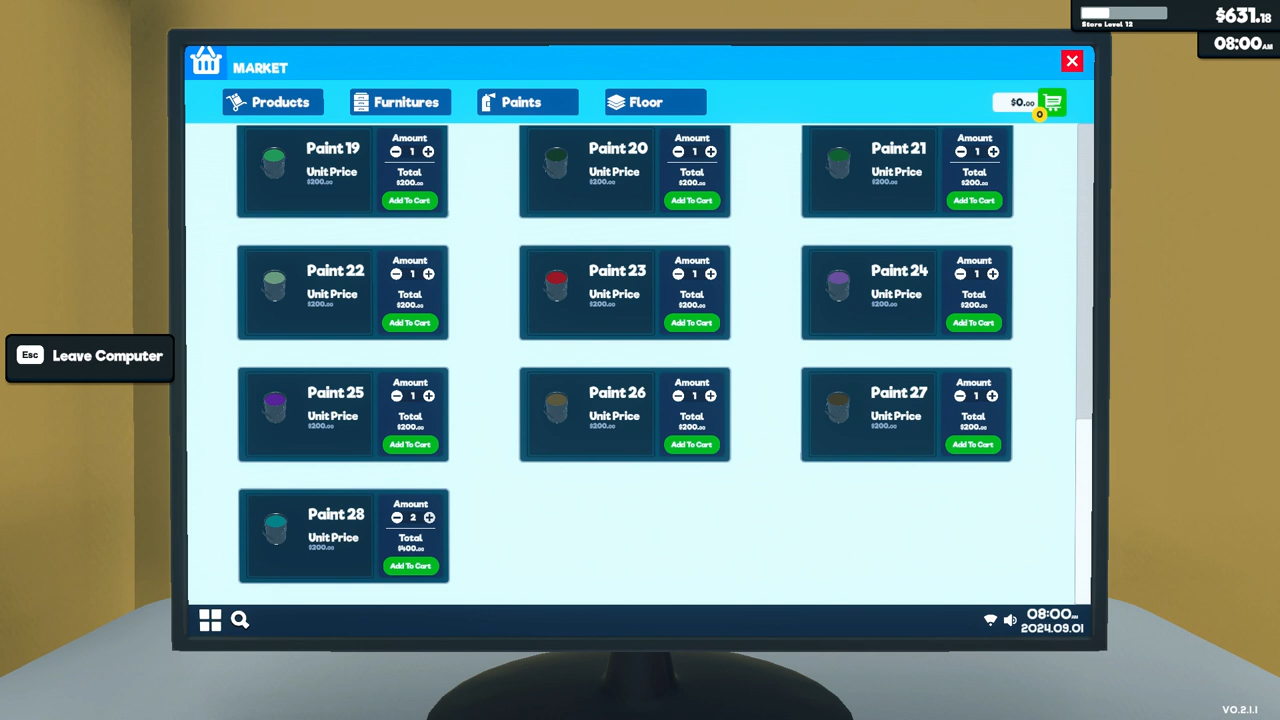 $631.18
Store Level 12
08:00AM
MARKET
Products
Furnitures
Paints
Floor
$0.00
0
Paint 19
Unit Price
$200.00
Amount
1
Total
$200.00
Add To Cart
Paint 20
Unit Price
$200.00
Amount
1
Total
$200.00
Add To Cart
Paint 21
Unit Price
$200.00
Amount
1
Total
$200.00
Add To Cart
Paint 22
Unit Price
$200.00
Amount
1
Total
$200.00
Add To Cart
Paint 23
Unit Price
$200.00
Amount
1
Total
$200.00
Add To Cart
Paint 24
Unit Price
$200.00
Amount
1
Total
$200.00
Add To Cart
Esc Leave Computer
Paint 25
Unit Price
$200.00
Amount
1
Total
$200.00
Add To Cart
Paint 26
Unit Price
$200.00
Amount
1
Total
$200.00
Add To Cart
Paint 27
Unit Price
$200.00
Amount
1
Total
$200.00
Add To Cart
Paint 28
Unit Price
$200.00
Amount
2
Total
$400.00
Add To Cart
08:00AM
2024.09.01
V0.2.1.1